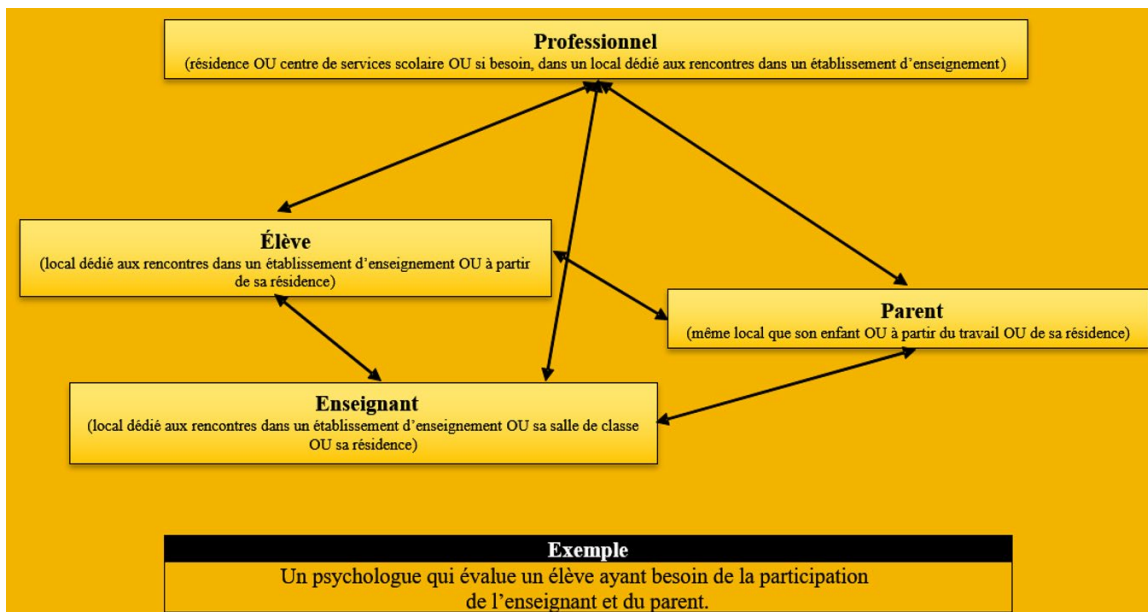 Professionnel
(résidence OU centre de services scolaire OU si besoin, dans un local dédié aux rencontres dans un établissement d’enseignement)
Élève
(local dédié aux rencontres dans un établissement d’enseignement OU à partir
de sa résidence)
Parent
(même local que son enfant OU à partir du travail OU de sa résidence)
Enseignant
(local dédié aux rencontres dans un établissement d’enseignement OU sa salle de classe
OU sa résidence)
Exemple
Un psychologue qui évalue un élève ayant besoin de la participation
de l’enseignant et du parent.